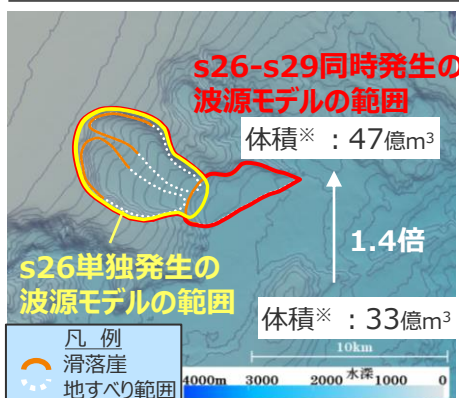 s26-s29同時発生の
波源モデルの範囲
体積※ ：47億m³
1.4倍
s26単独発生の
波源モデルの範囲
体積※ ：33億m³
10km
凡 例
滑落崖
地すべり範囲
4000m 3000 2000 水深 1000 0